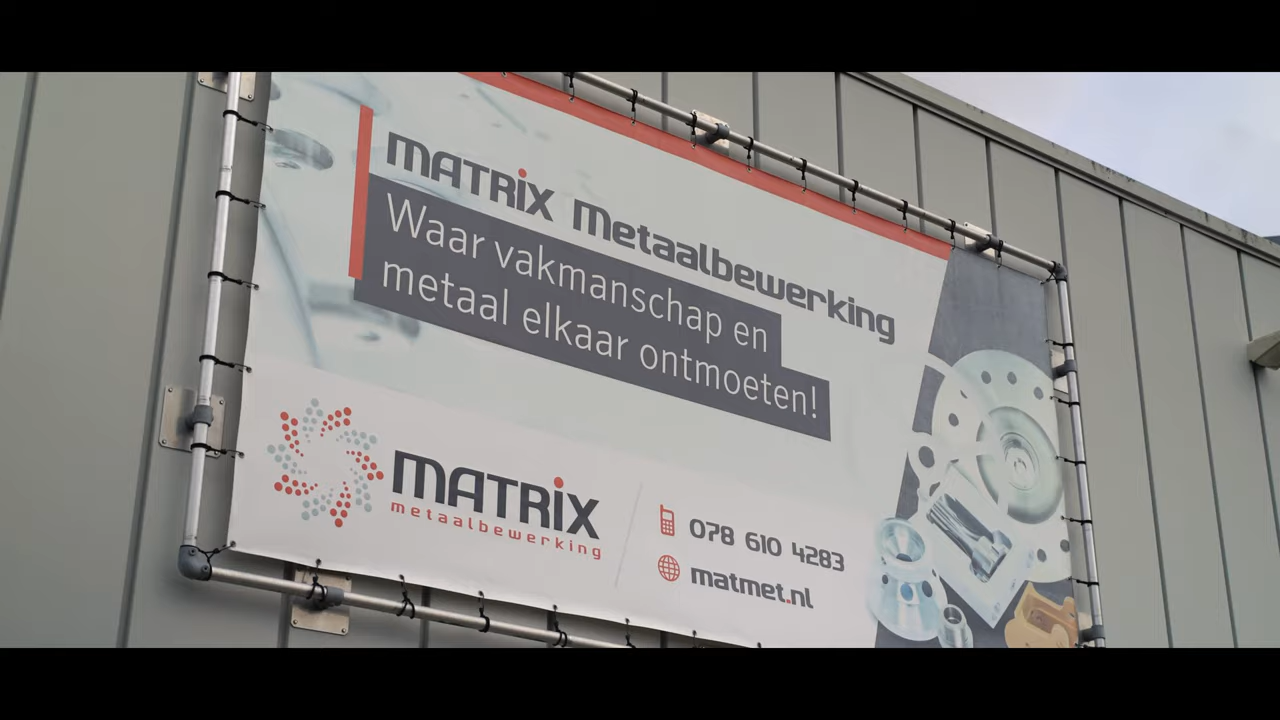 MATRIX Metaalbewerking
Waar vakmanschap en
metaal elkaar ontmoeten!
MATRIX
metaalbewerking
078 610 4283
matmet.nl